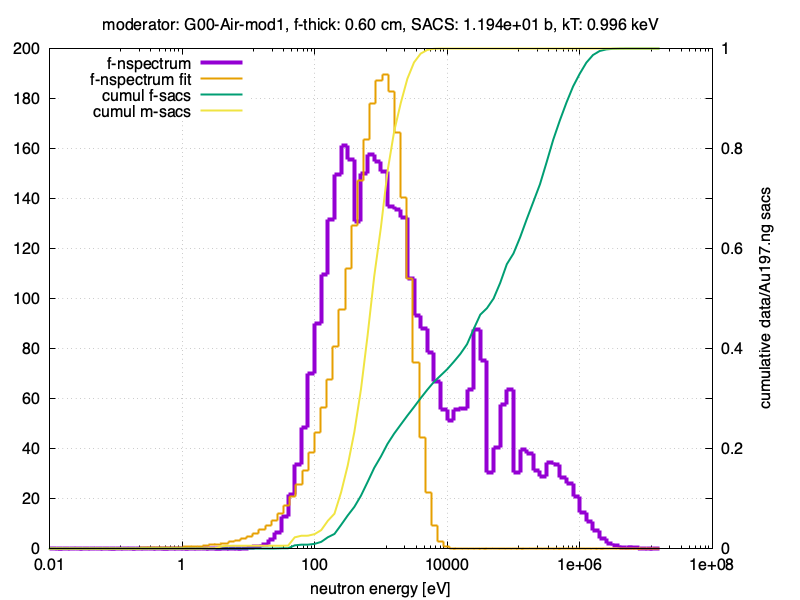 moderator: G00-Air-mod1, f-thick: 0.60 cm, SACS: 1.194e+01 b, kT: 0.996 keV
f-nspectrum
f-nspectrum fit
cumul f-sacs
cumul m-sacs
200
180
160
140
120
100
80
60
40
20
0
1
0.8
0.6
0.4
0.2
0
cumulative data/Au197.ng sacs
0.01
1
100
10000
1e+06
1e+08
neutron energy [eV]